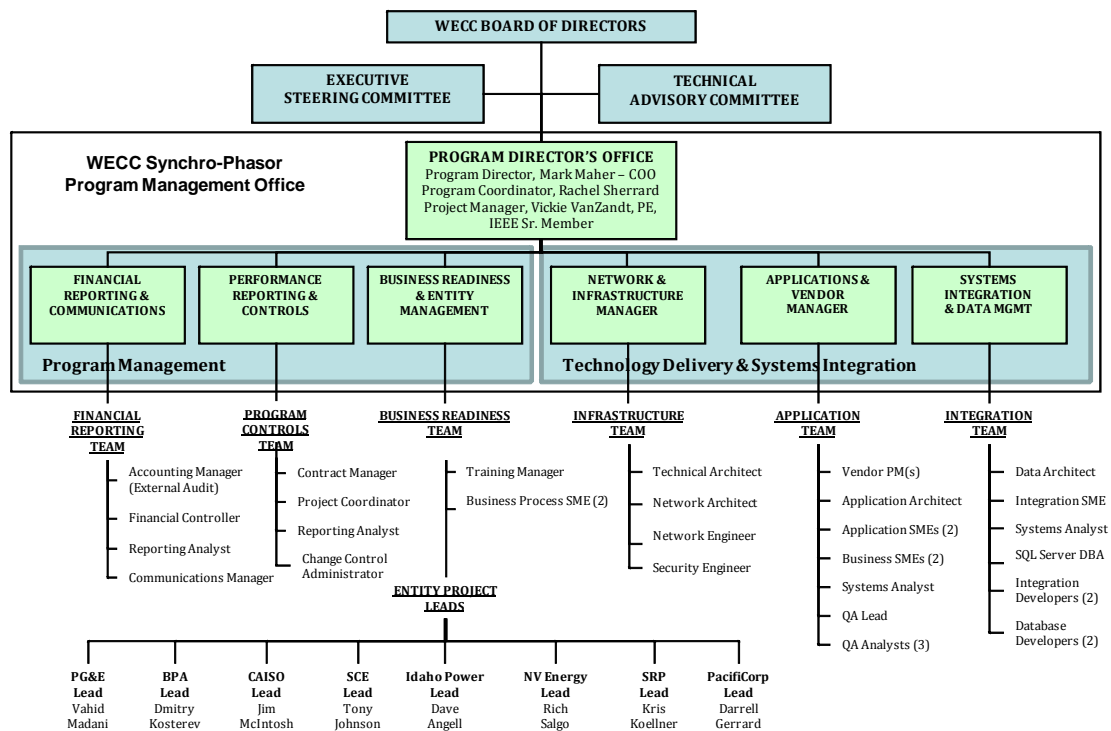 WECC BOARD OF DIRECTORS
EXECUTIVE
STEERING COMMITTEE
TECHNICAL
ADVISORY COMMITTEE
WECC Synchro-Phasor
Program Management Office
PROGRAM DIRECTOR'S OFFICE
Program Director, Mark Maher – COO
Program Coordinator, Rachel Sherrard
Project Manager, Vickie VanZandt, PE,
IEEE Sr. Member
FINANCIAL
REPORTING &
COMMUNICATIONS
PERFORMANCE
REPORTING &
CONTROLS
BUSINESS READINESS
& ENTITY
MANAGEMENT
NETWORK &
INFRASTRUCTURE
MANAGER
APPLICATIONS &
VENDOR
MANAGER
SYSTEMS
INTEGRATION
& DATA MGMT
Program Management
Technology Delivery & Systems Integration
FINANCIAL
REPORTING
TEAM
Accounting Manager
(External Audit)
Financial Controller
Reporting Analyst
Communications Manager
PROGRAM
CONTROLS
TEAM
Contract Manager
Project Coordinator
Reporting Analyst
Change Control
Administrator
BUSINESS READINESS
TEAM
Training Manager
Business Process SME (2)
INFRASTRUCTURE
TEAM
Technical Architect
Network Architect
Network Engineer
Security Engineer
APPLICATION
TEAM
Vendor PM(s)
Application Architect
Application SMEs (2)
Business SMEs (2)
Systems Analyst
QA Lead
QA Analysts (3)
INTEGRATION
TEAM
Data Architect
Integration SME
Systems Analyst
SQL Server DBA
Integration
Developers (2)
Database
Developers (2)
ENTITY PROJECT
LEADS
PG&E
Lead
Vahid
Madani
BPA
Lead
Dmitry
Kosterev
CAISO
Lead
Jim
McIntosh
SCE
Lead
Tony
Johnson
Idaho Power
Lead
Dave
Angell
NV Energy
Lead
Rich
Salgo
SRP
Lead
Kris
Koellner
PacifiCorp
Lead
Darrell
Gerrard